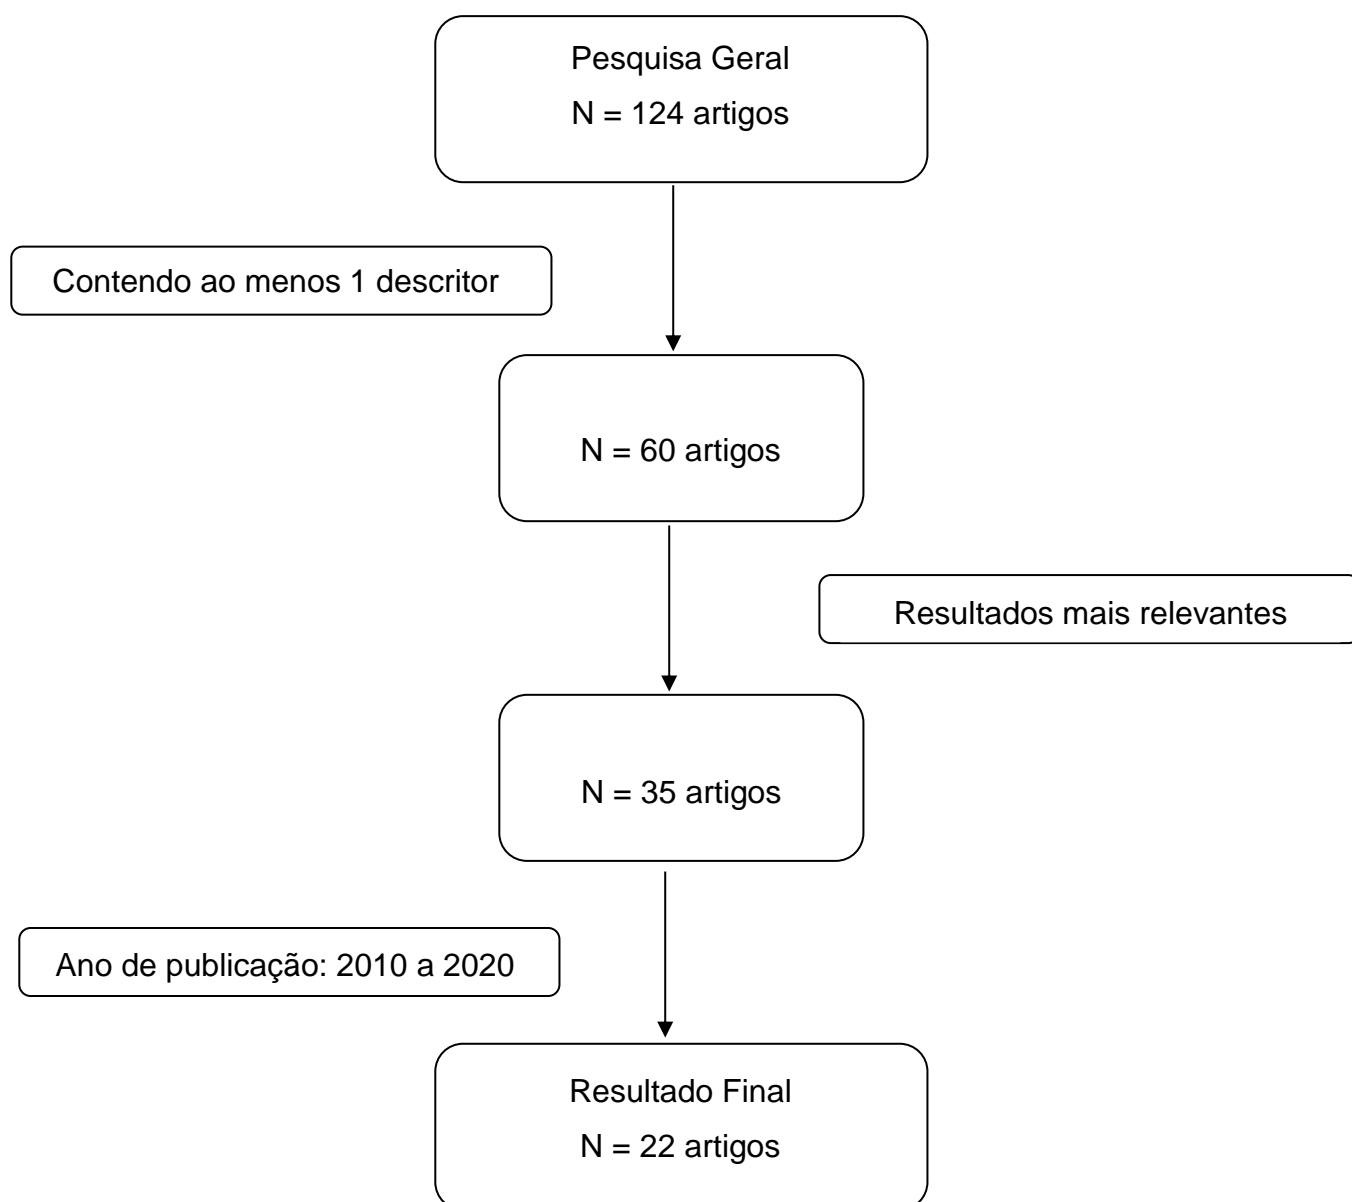 Pesquisa Geral
N = 124 artigos
Contendo ao menos 1 descritor
N = 60 artigos
Resultados mais relevantes
N = 35 artigos
Ano de publicação: 2010 a 2020
Resultado Final
N = 22 artigos